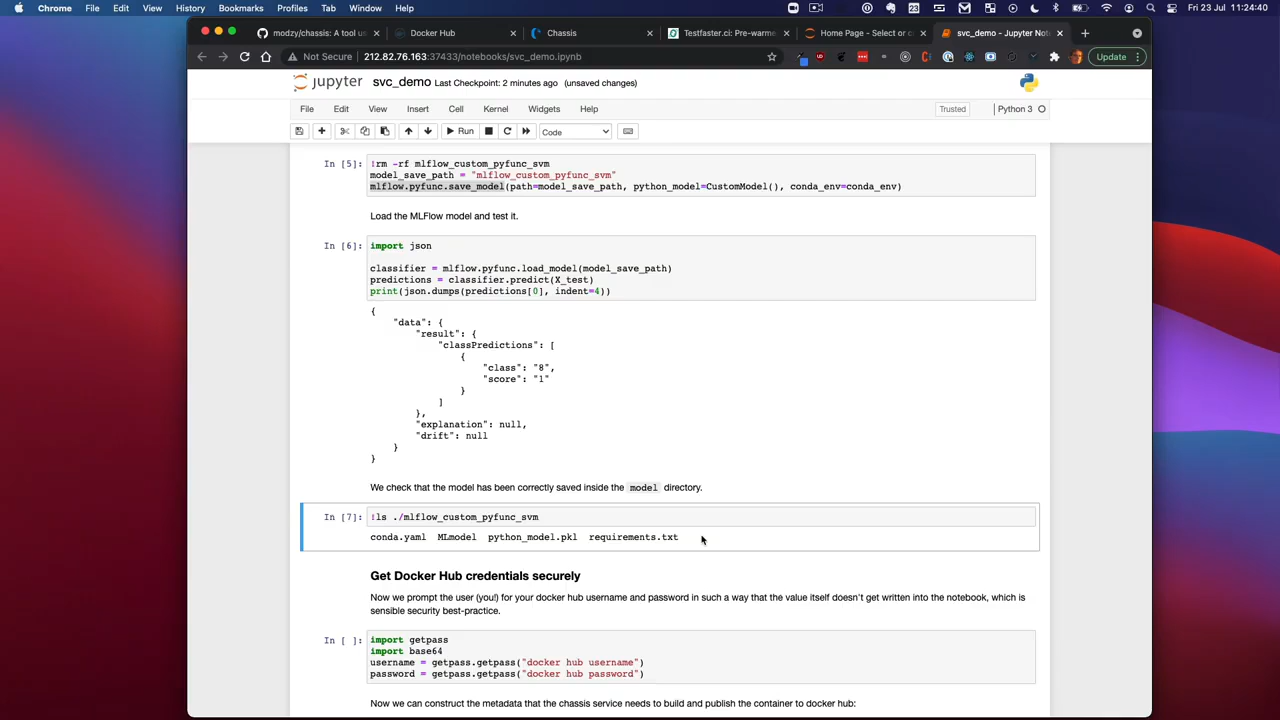 Chrome File Edit View History Bookmarks Profiles Tab Window Help Fri 23 Jul 11:24:40
modzy/chassis: A tool us Docker Hub Chassis Testfaster.ci: Pre-warme Home Page - Select or c svc_demo - Jupyter Note
Not Secure 212.82.76.163:37433/notebooks/svc_demo.ipynb Update
jupyter svc_demo Last Checkpoint: 2 minutes ago (unsaved changes)
File Edit View Insert Cell Kernel Widgets Help Trusted Python 3
Run Code
In [5]: !rm -rf mlflow_custom_pyfunc_svm
model_save_path = "mlflow_custom_pyfunc_svm"
mlflow.pyfunc.save_model(path=model_save_path, python_model=CustomModel(), conda_env=conda_env)
Load the MLFlow model and test it.
In [6]: import json
classifier = mlflow.pyfunc.load_model(model_save_path)
predictions = classifier.predict(X_test)
print(json.dumps(predictions[0], indent=4))
{
"data": {
"result": {
"classPredictions": [
{
"class": "8",
"score": "1"
}
]
},
"explanation": null,
"drift": null
}
}
We check that the model has been correctly saved inside the model directory.
In [7]: !ls ./mlflow_custom_pyfunc_svm
conda.yaml MLmodel python_model.pkl requirements.txt
Get Docker Hub credentials securely
Now we prompt the user (you!) for your docker hub username and password in such a way that the value itself doesn't get written into the notebook, which is
sensible security best-practice.
In [ ]: import getpass
import base64
username = getpass.getpass("docker hub username")
password = getpass.getpass("docker hub password")
Now we can construct the metadata that the chassis service needs to build and publish the container to docker hub: